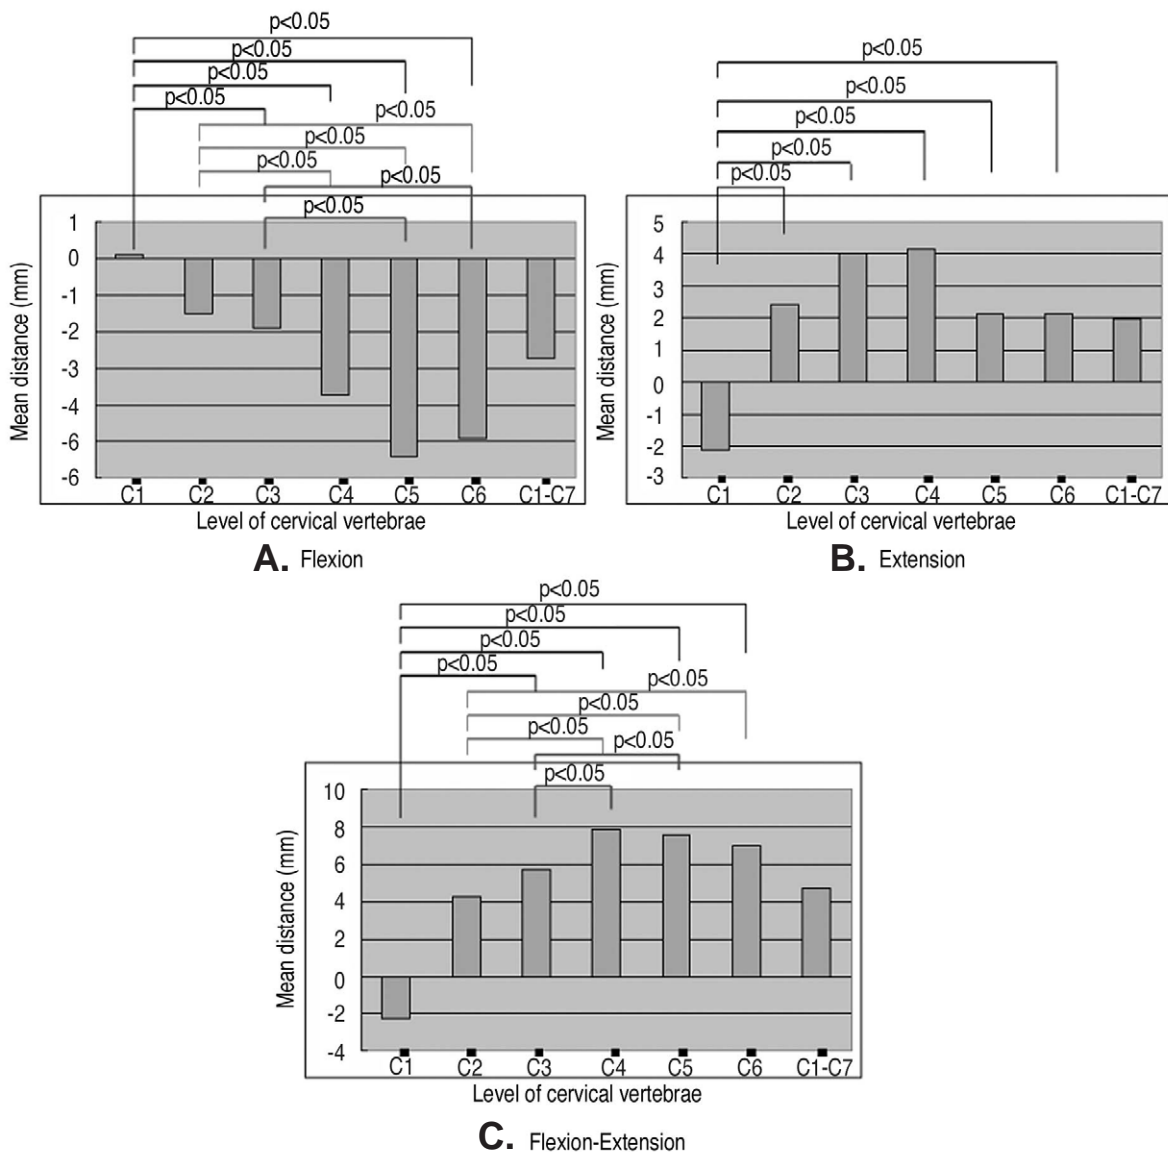 p<0.05
p<0.05
p<0.05
p<0.05
p<0.05
p<0.05
p<0.05
p<0.05
p<0.05
1
0
-1
-2
-3
-4
-6
-6
Mean distance (mm)
C1 C2 C3 C4 C5 C6 C1-C7
Level of cervical vertebrae
A. Flexion
p<0.05
p<0.05
p<0.05
p<0.05
p<0.05
5
4
3
2
1
0
-1
-2
-3
Mean distance (mm)
C1 C2 C3 C4 C5 C6 C1-C7
Level of cervical vertebrae
B. Extension
p<0.05
p<0.05
p<0.05
p<0.05
p<0.05
p<0.05
p<0.05
p<0.05
p<0.05
10
8
6
4
2
0
-2
-4
Mean distance (mm)
C1 C2 C3 C4 C5 C6 C1-C7
Level of cervical vertebrae
C. Flexion-Extension